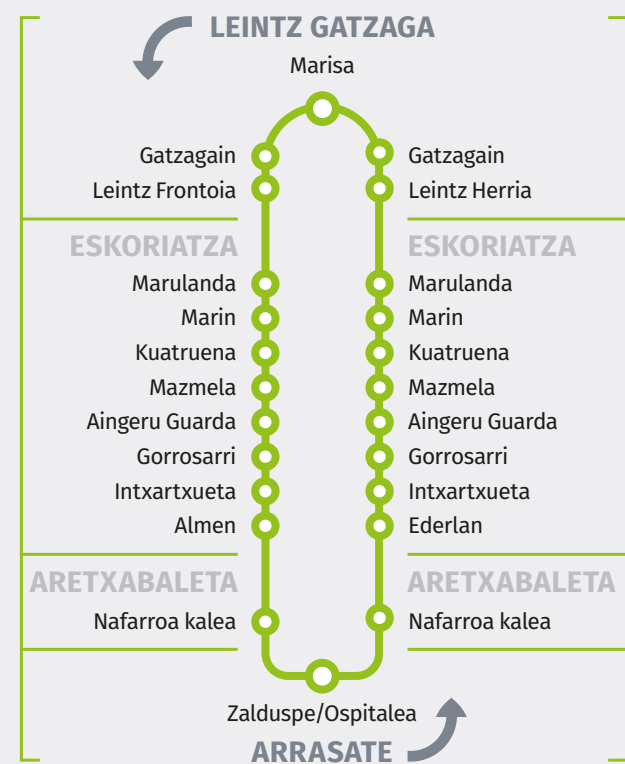 LEINTZ GATZAGA
Marisa
Gatzagain
Gatzagain
Leintz Frontoia
Leintz Herria
ESKORIATZA
ESKORIATZA
Marulanda
Marulanda
Marin
Marin
Kuatruena
Kuatruena
Mazmela
Mazmela
Aingeru Guarda
Aingeru Guarda
Gorrosarri
Gorrosarri
Intxartxueta
Intxartxueta
Almen
Ederlan
ARETXABALETA
ARETXABALETA
Nafarroa kalea
Nafarroa kalea
Zalduspe/Ospitalea
ARRASATE